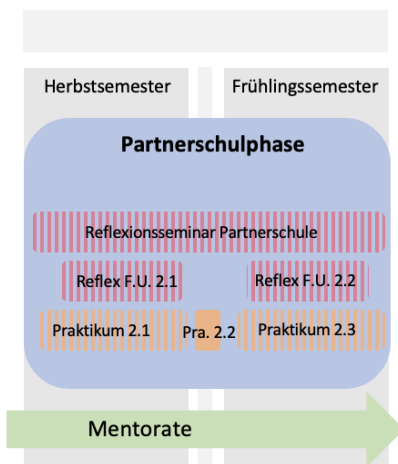 Herbstsemester
Frühlingssemester
Partnerschulphase
Reflexionsseminar Partnerschule
Reflex F.U. 2.1
Reflex F.U. 2.2
Praktikum 2.1
Pra. 2.2
Praktikum 2.3
Mentorate